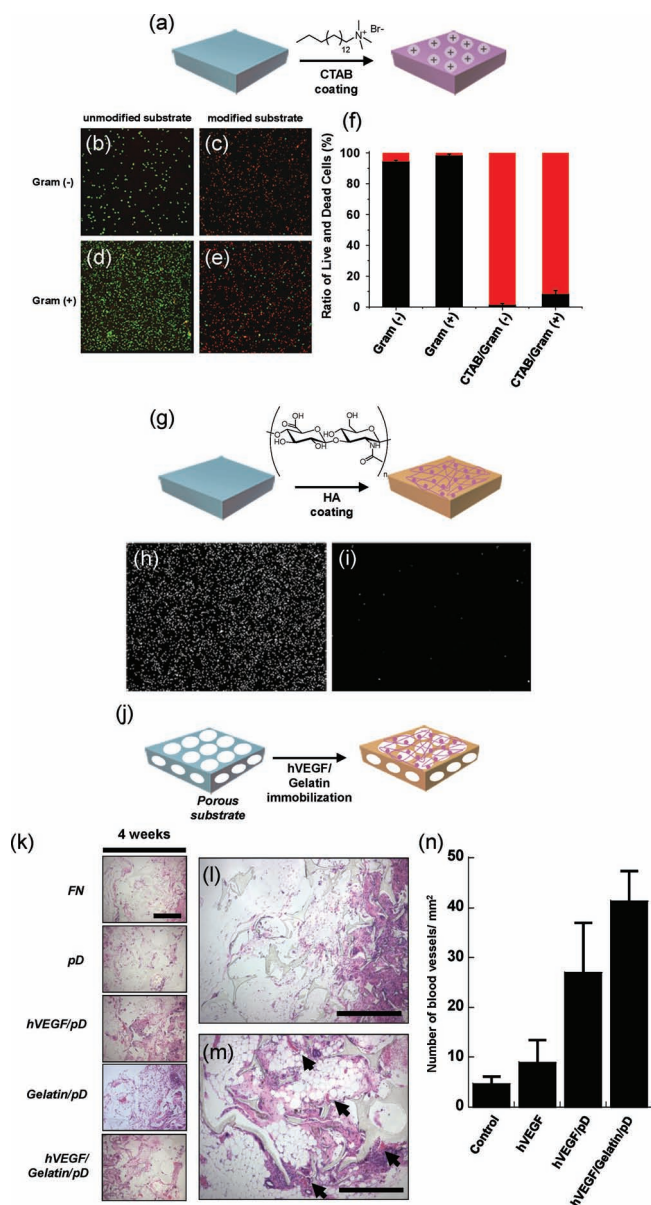 (a)
N+ Br-
12
CTAB
coating
unmodified substrate
modified substrate
Gram (-)
(b)
(c)
Gram (+)
(d)
(e)
(f)
Ratio of Live and Dead Cells (%)
100
80
60
40
20
0
Gram (-)
Gram (+)
CTAB/Gram (-)
CTAB/Gram (+)
(g)
O
OH
O
HO
OH
O
HO
HO
O
NH
O
n
HA
coating
(h)
(i)
(j)
Porous
substrate
hVEGF/
Gelatin
immobilization
(k)
4 weeks
FN
pD
hVEGF/pD
Gelatin/pD
hVEGF/
Gelatin/pD
(l)
(m)
(n)
Number of blood vessels/ mm²
50
40
30
20
10
0
Control
hVEGF
hVEGF/pD
hVEGF/Gelatin/pD